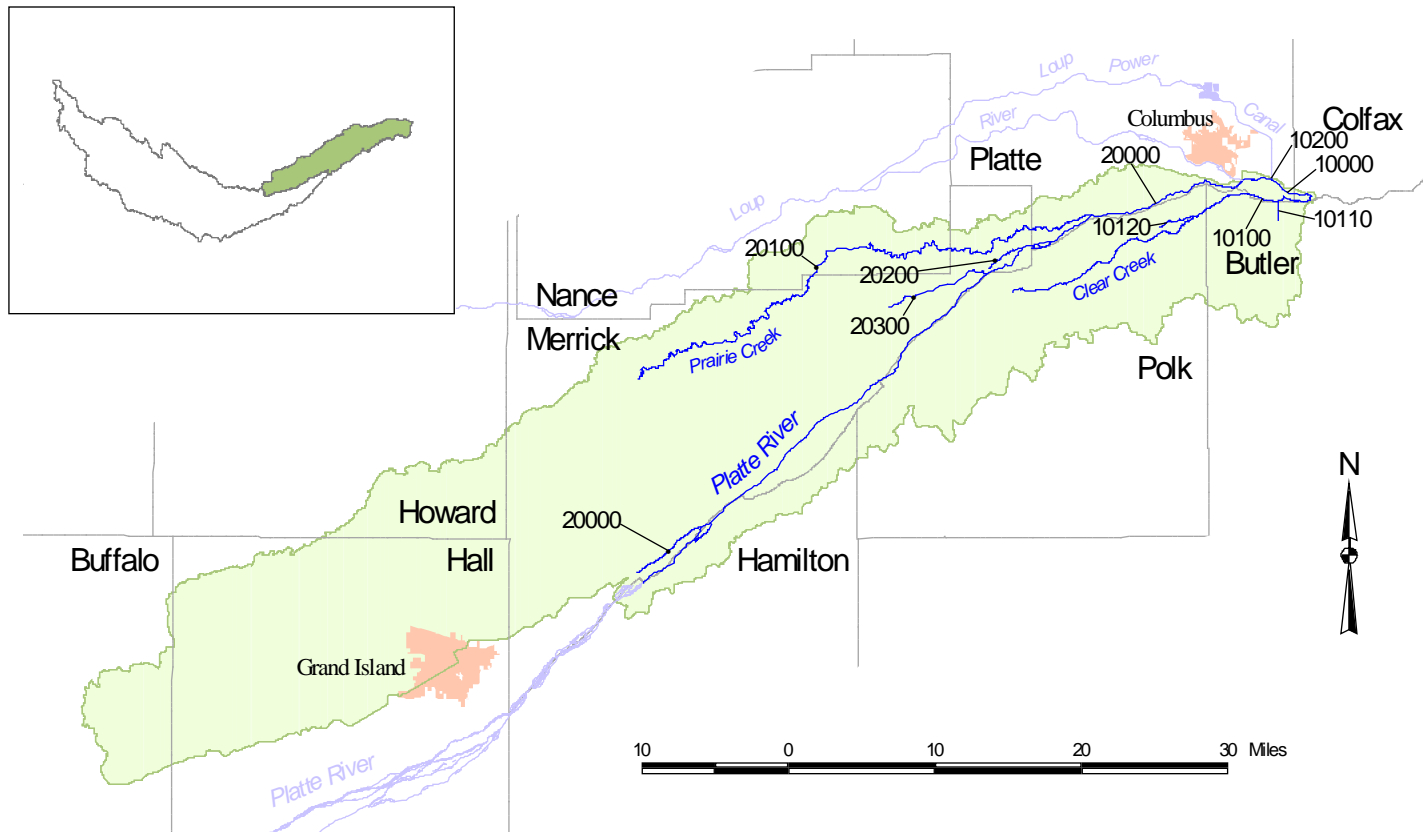 Loup Power Canal
Columbus
Colfax
River
10200
Platte
20000
10000
Loup
20100
10120
10110
20200
10100
Butler
Clear Creek
Nance
20300
Merrick
Prairie Creek
Polk
Platte River
N
Howard
20000
Buffalo
Hall
Hamilton
Grand Island
10 0 10 20 30 Miles
Platte River